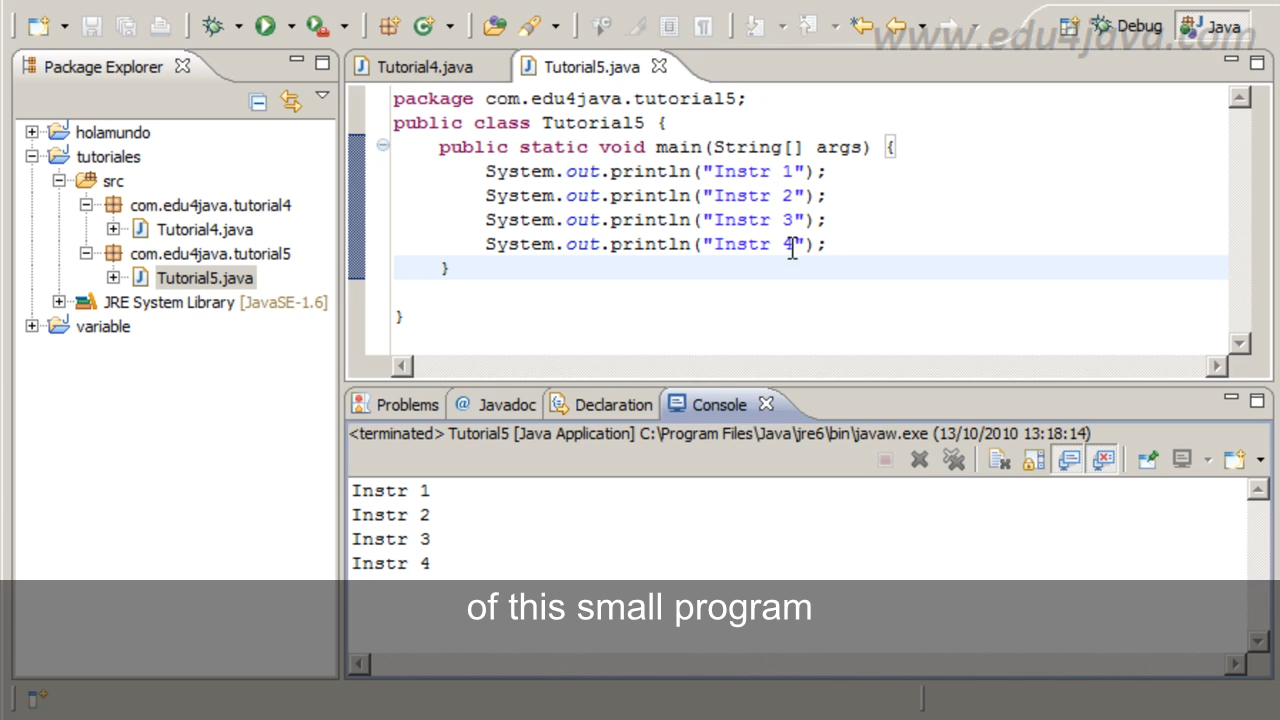 Debug
Java
www.edu4java.com
Package Explorer
holamundo
tutoriales
src
com.edu4java.tutorial4
Tutorial4.java
com.edu4java.tutorial5
Tutorial5.java
JRE System Library [JavaSE-1.6]
variable
Tutorial4.java
Tutorial5.java
package com.edu4java.tutorial5;
public class Tutorial5 {
public static void main(String[] args) {
System.out.println("Instr 1");
System.out.println("Instr 2");
System.out.println("Instr 3");
System.out.println("Instr 4");
}
}
Problems
@ Javadoc
Declaration
Console
<terminated> Tutorial5 [Java Application] C:\Program Files\Java\jre6\bin\javaw.exe (13/10/2010 13:18:14)
Instr 1
Instr 2
Instr 3
Instr 4
of this small program